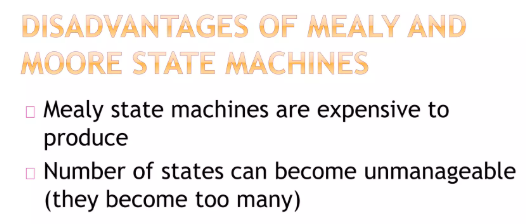 DISADVANTAGES OF MEALY AND
MOORE STATE MACHINES
Mealy state machines are expensive to
produce
Number of states can become unmanageable
(they become too many)